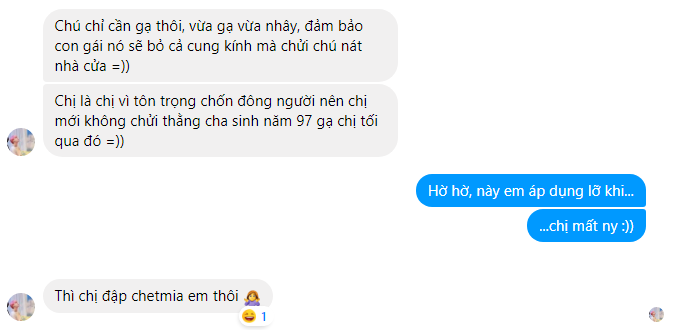 Chú chỉ cần gạ thôi, vừa gạ vừa nhây, đảm bảo
con gái nó sẽ bỏ cả cung kính mà chửi chú nát
nhà cửa =))
Chị là chị vì tôn trọng chốn đông người nên chị
mới không chửi thằng cha sinh năm 97 gạ chị tối
qua đó =))
Hờ hờ, này em áp dụng lỡ khi...
...chị mất ny :))
Thì chị đập chetmia em thôi 🤦‍♀️
1